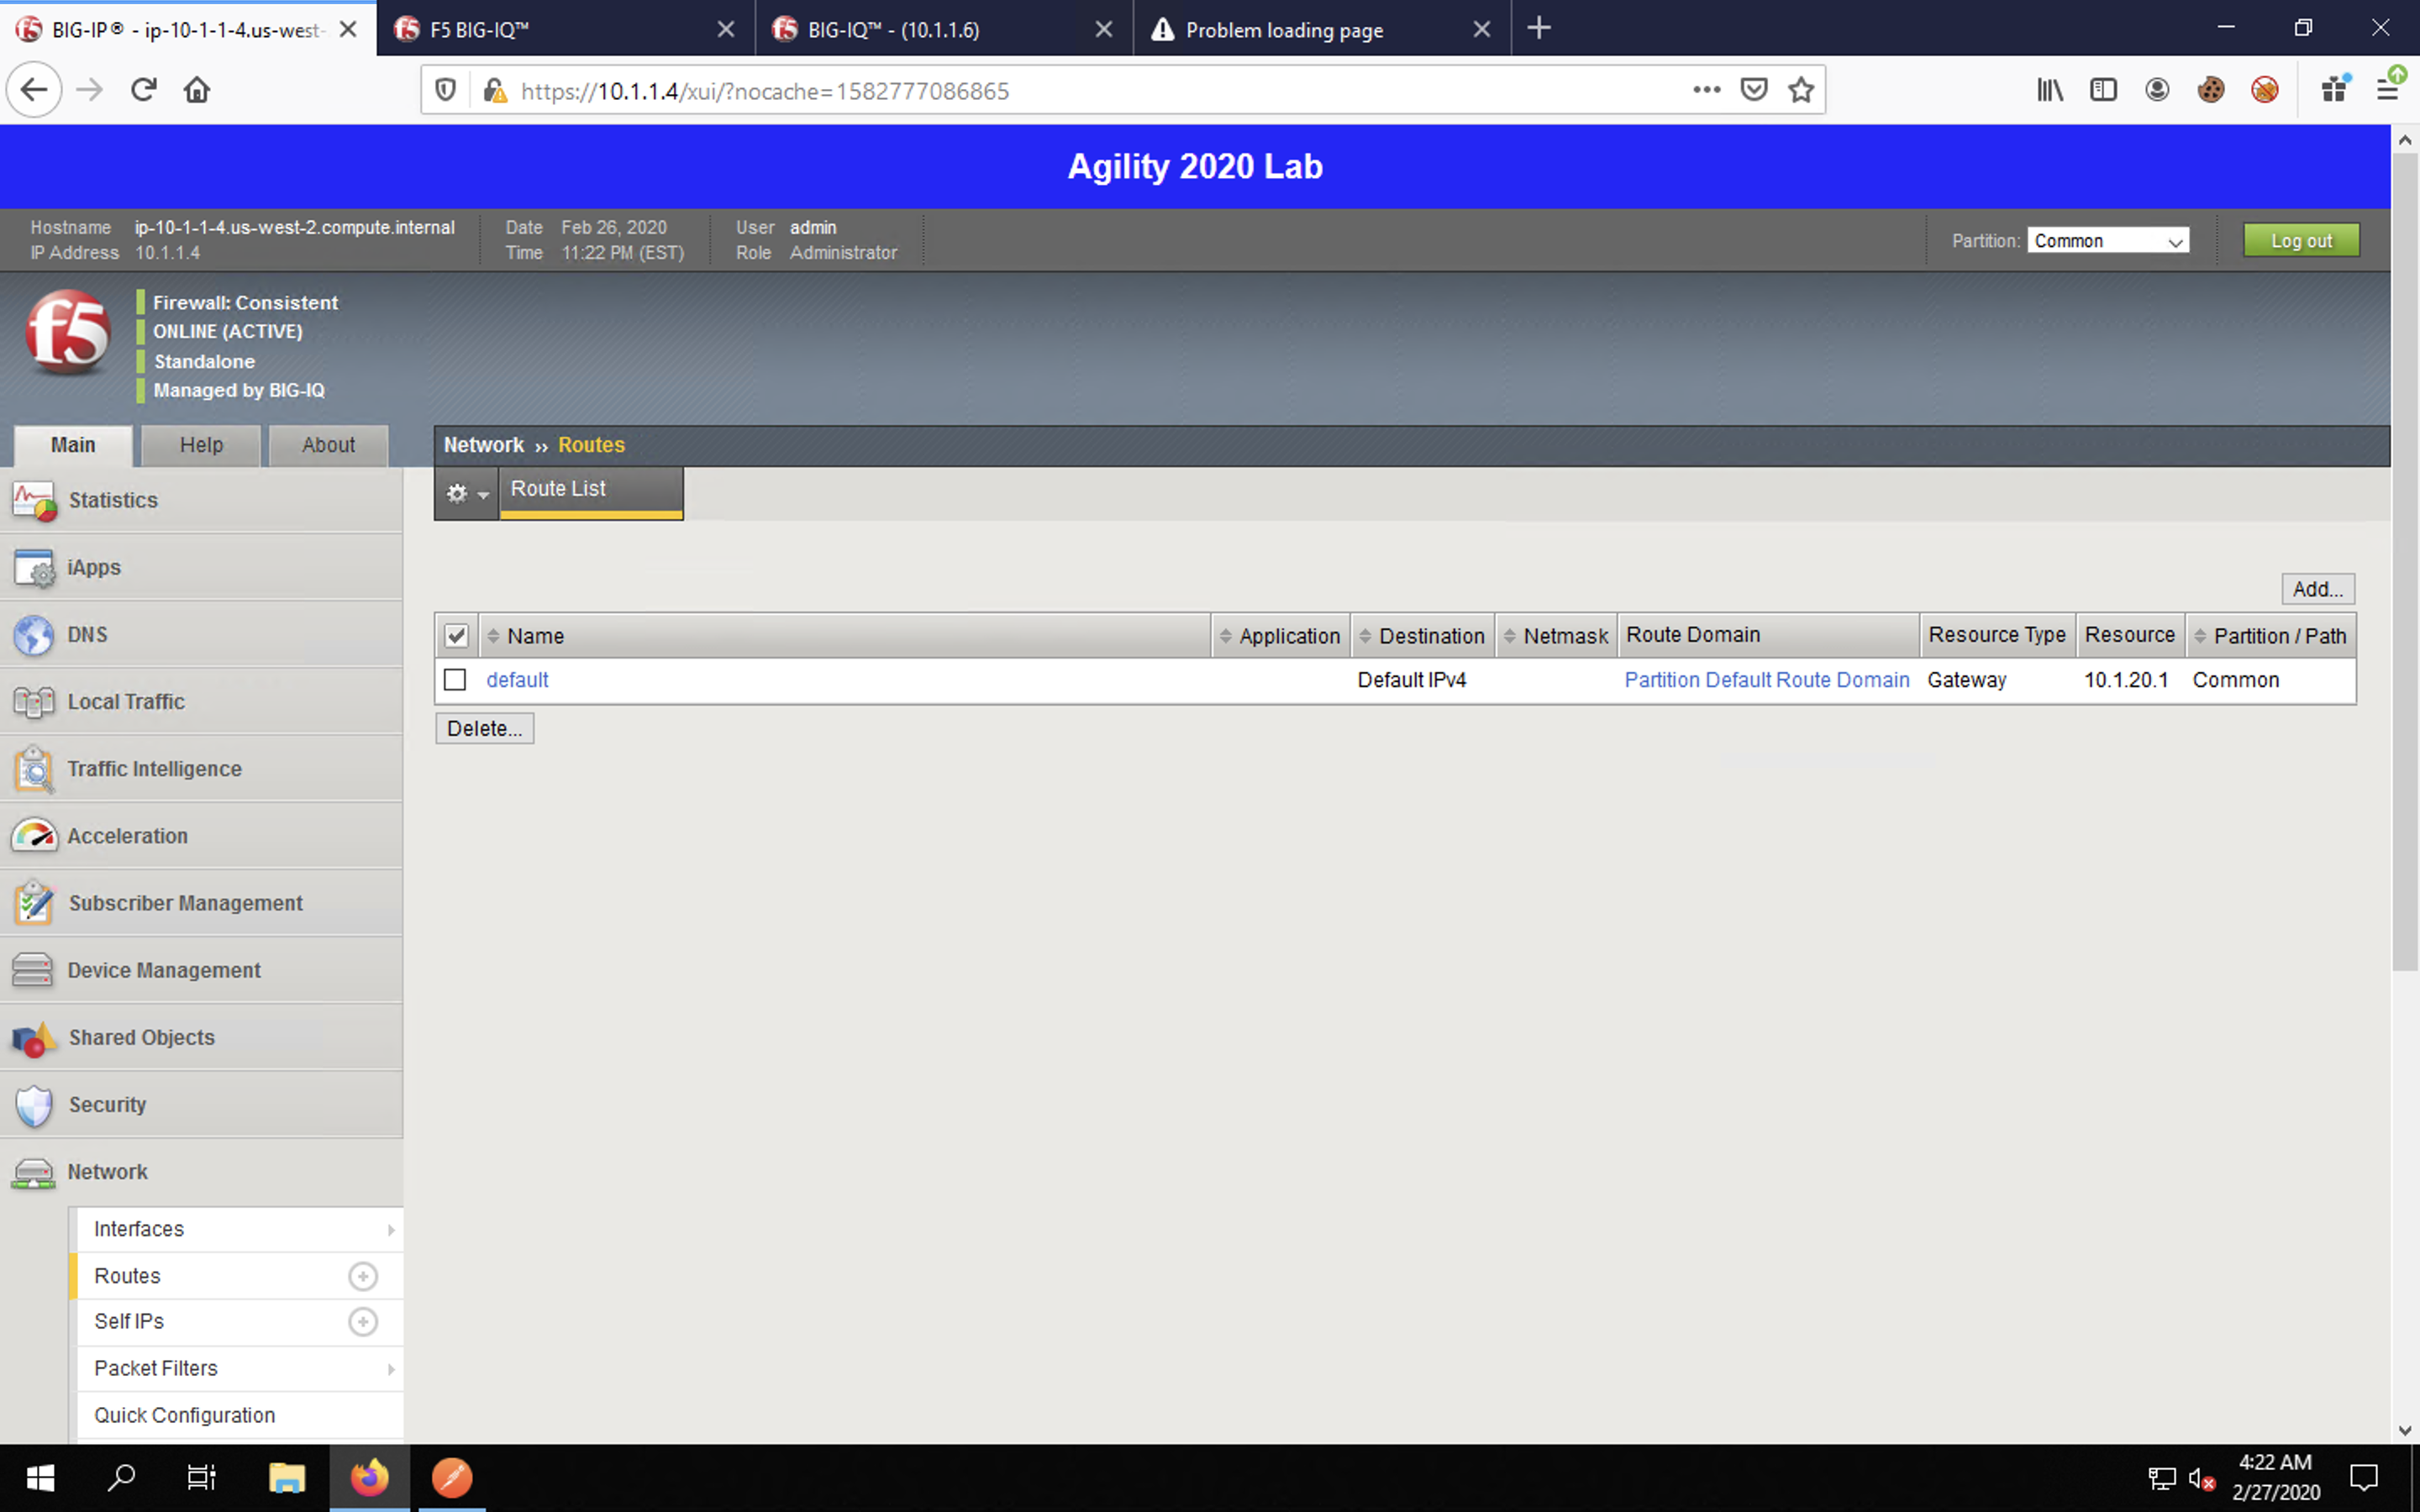 BIG-IP® - ip-10-1-1-4.us-west-
F5 BIG-IQ™
BIG-IQ™ - (10.1.1.6)
Problem loading page
https://10.1.1.4/xui/?nocache=1582777086865
Agility 2020 Lab
Hostname ip-10-1-1-4.us-west-2.compute.internal
IP Address 10.1.1.4
Date Feb 26, 2020
Time 11:22 PM (EST)
User admin
Role Administrator
Partition: Common
Log out
f5
Firewall: Consistent
ONLINE (ACTIVE)
Standalone
Managed by BIG-IQ
Main Help About
Network ›› Routes
Route List
Statistics
iApps
DNS
Local Traffic
Traffic Intelligence
Acceleration
Subscriber Management
Device Management
Shared Objects
Security
Network
Interfaces
Routes
Self IPs
Packet Filters
Quick Configuration
Add...
Name Application Destination Netmask Route Domain Resource Type Resource Partition / Path
default Default IPv4 Partition Default Route Domain Gateway 10.1.20.1 Common
Delete...
4:22 AM
2/27/2020